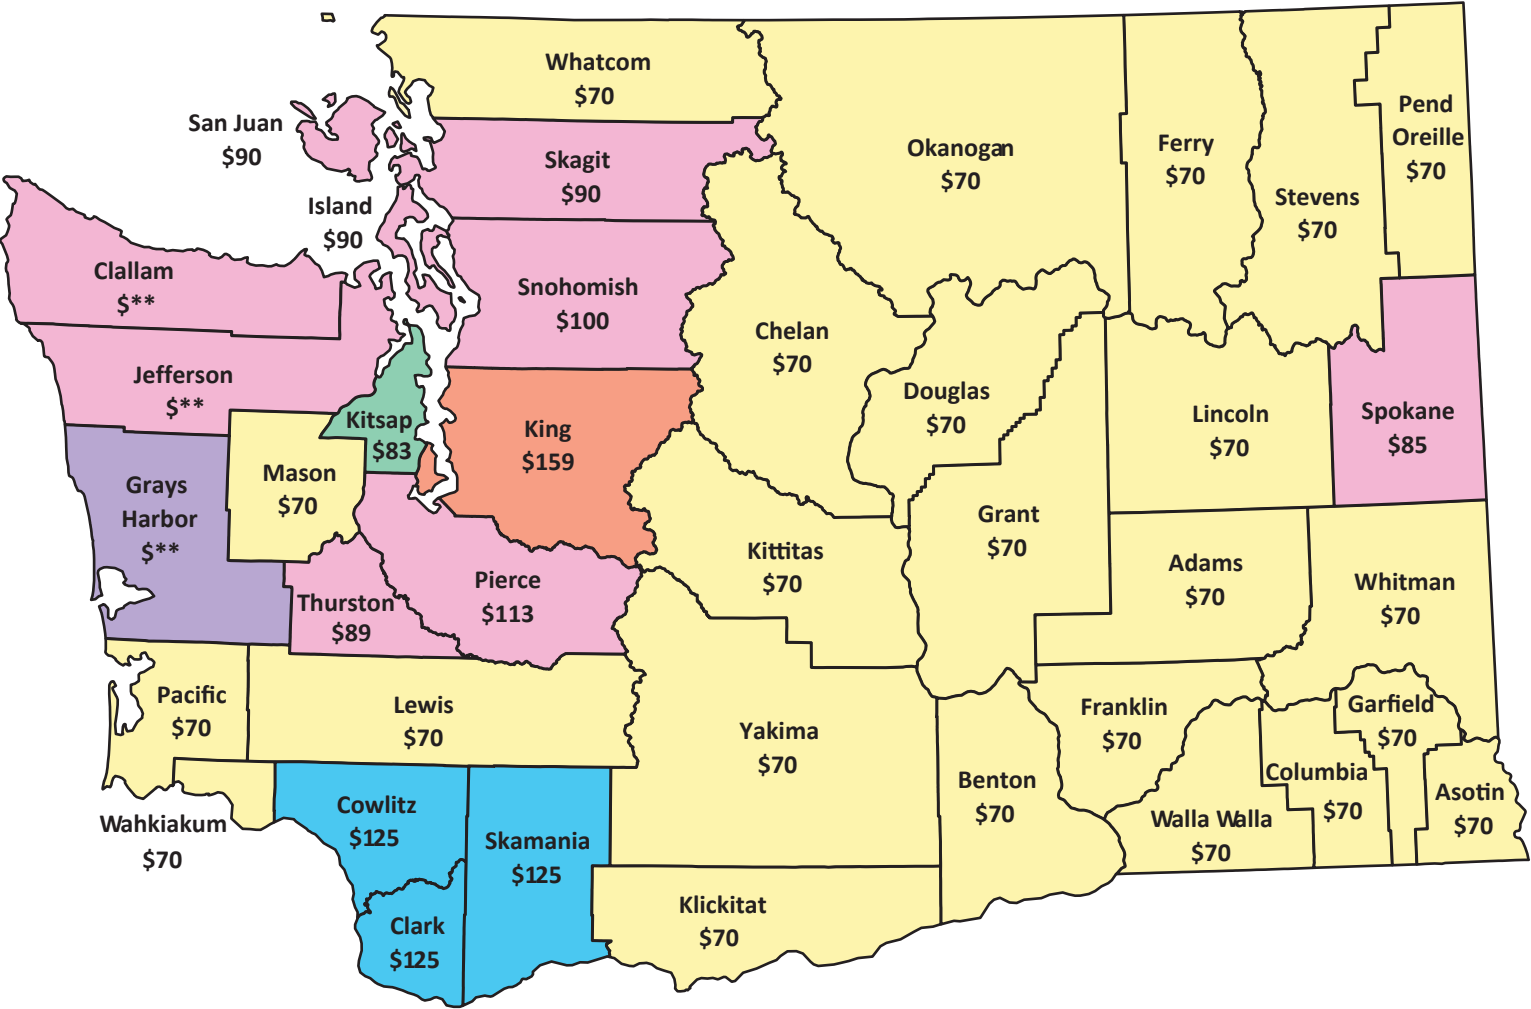 Whatcom
$70
San Juan
$90
Skagit
$90
Island
$90
Okanogan
$70
Ferry
$70
Stevens
$70
Pend
Oreille
$70
Clallam
$**
Snohomish
$100
Chelan
$70
Jefferson
$**
Kitsap
$83
King
$159
Douglas
$70
Lincoln
$70
Spokane
$85
Grays
Harbor
$**
Mason
$70
Grant
$70
Kittitas
$70
Adams
$70
Whitman
$70
Thurston
$89
Pierce
$113
Pacific
$70
Lewis
$70
Yakima
$70
Franklin
$70
Garfield
$70
Benton
$70
Columbia
$70
Asotin
$70
Walla Walla
$70
Wahkiakum
$70
Cowlitz
$125
Skamania
$125
Clark
$125
Klickitat
$70